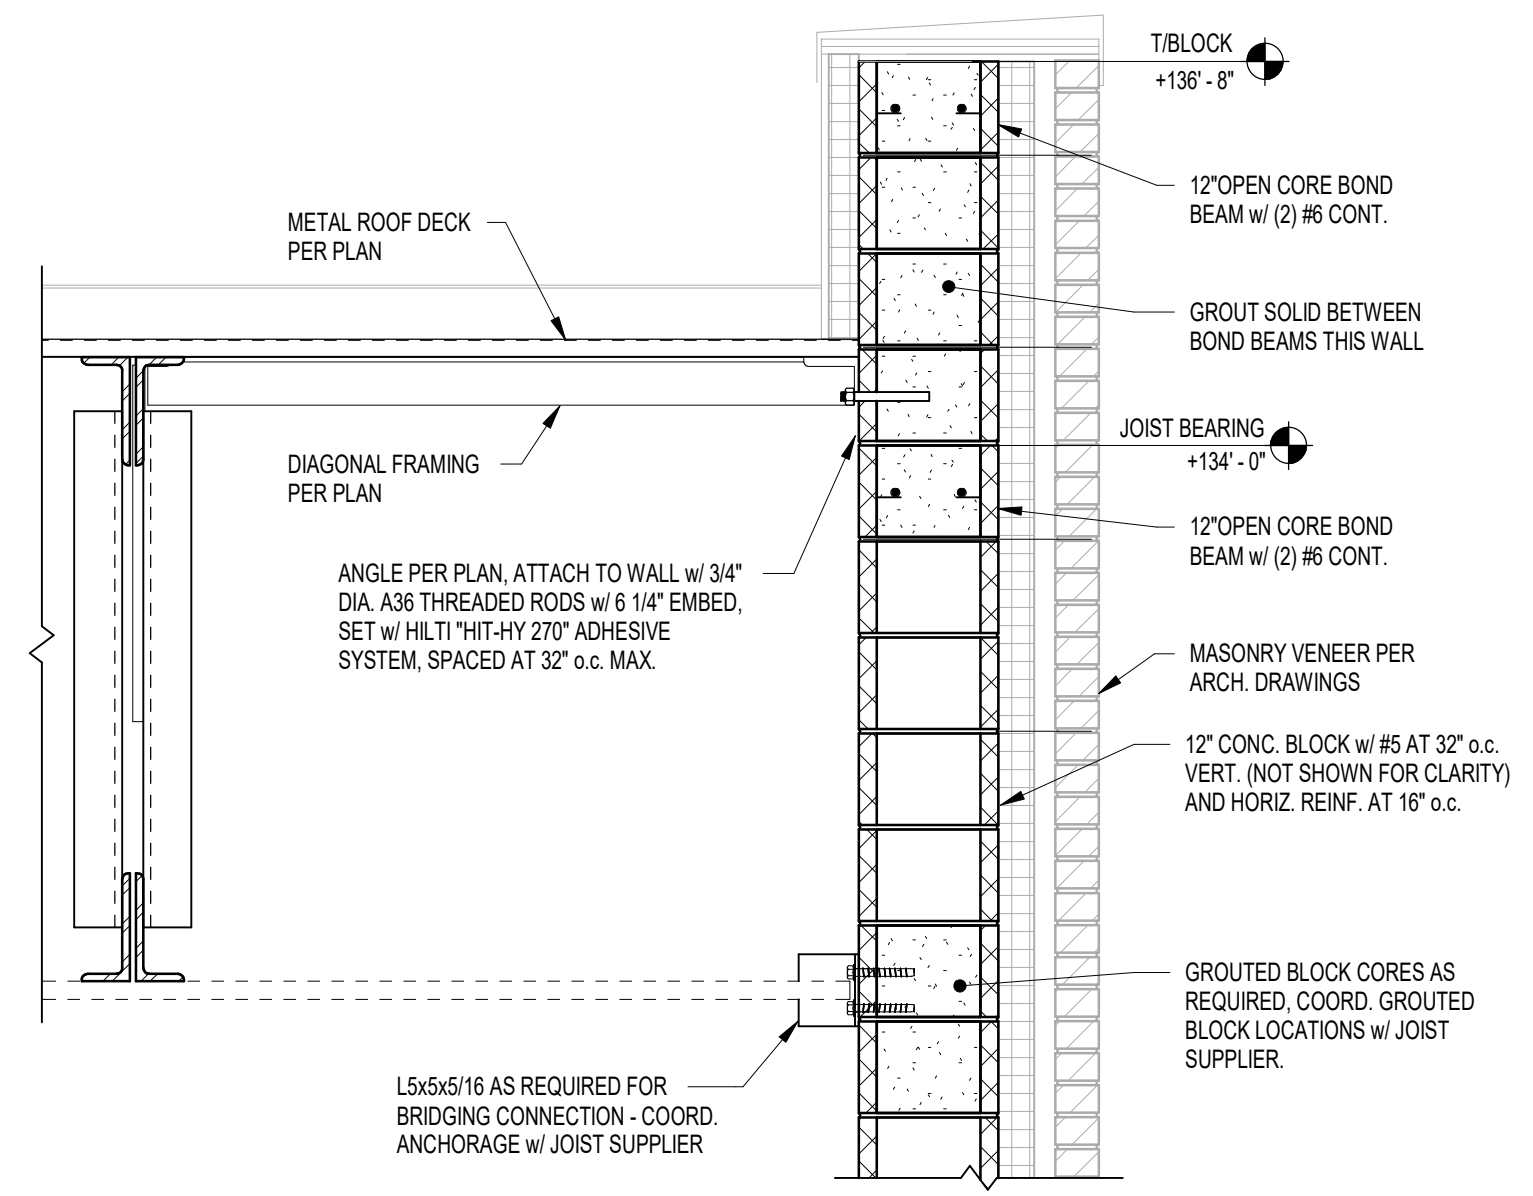 T/BLOCK
+136' - 8"
12"OPEN CORE BOND
BEAM w/ (2) #6 CONT.
METAL ROOF DECK
PER PLAN
GROUT SOLID BETWEEN
BOND BEAMS THIS WALL
JOIST BEARING
+134' - 0"
DIAGONAL FRAMING
PER PLAN
12"OPEN CORE BOND
BEAM w/ (2) #6 CONT.
ANGLE PER PLAN, ATTACH TO WALL w/ 3/4"
DIA. A36 THREADED RODS w/ 6 1/4" EMBED,
SET w/ HILTI "HIT-HY 270" ADHESIVE
SYSTEM, SPACED AT 32" o.c. MAX.
MASONRY VENEER PER
ARCH. DRAWINGS
12" CONC. BLOCK w/ #5 AT 32" o.c.
VERT. (NOT SHOWN FOR CLARITY)
AND HORIZ. REINF. AT 16" o.c.
GROUTED BLOCK CORES AS
REQUIRED, COORD. GROUTED
BLOCK LOCATIONS w/ JOIST
SUPPLIER.
L5x5x5/16 AS REQUIRED FOR
BRIDGING CONNECTION - COORD.
ANCHORAGE w/ JOIST SUPPLIER